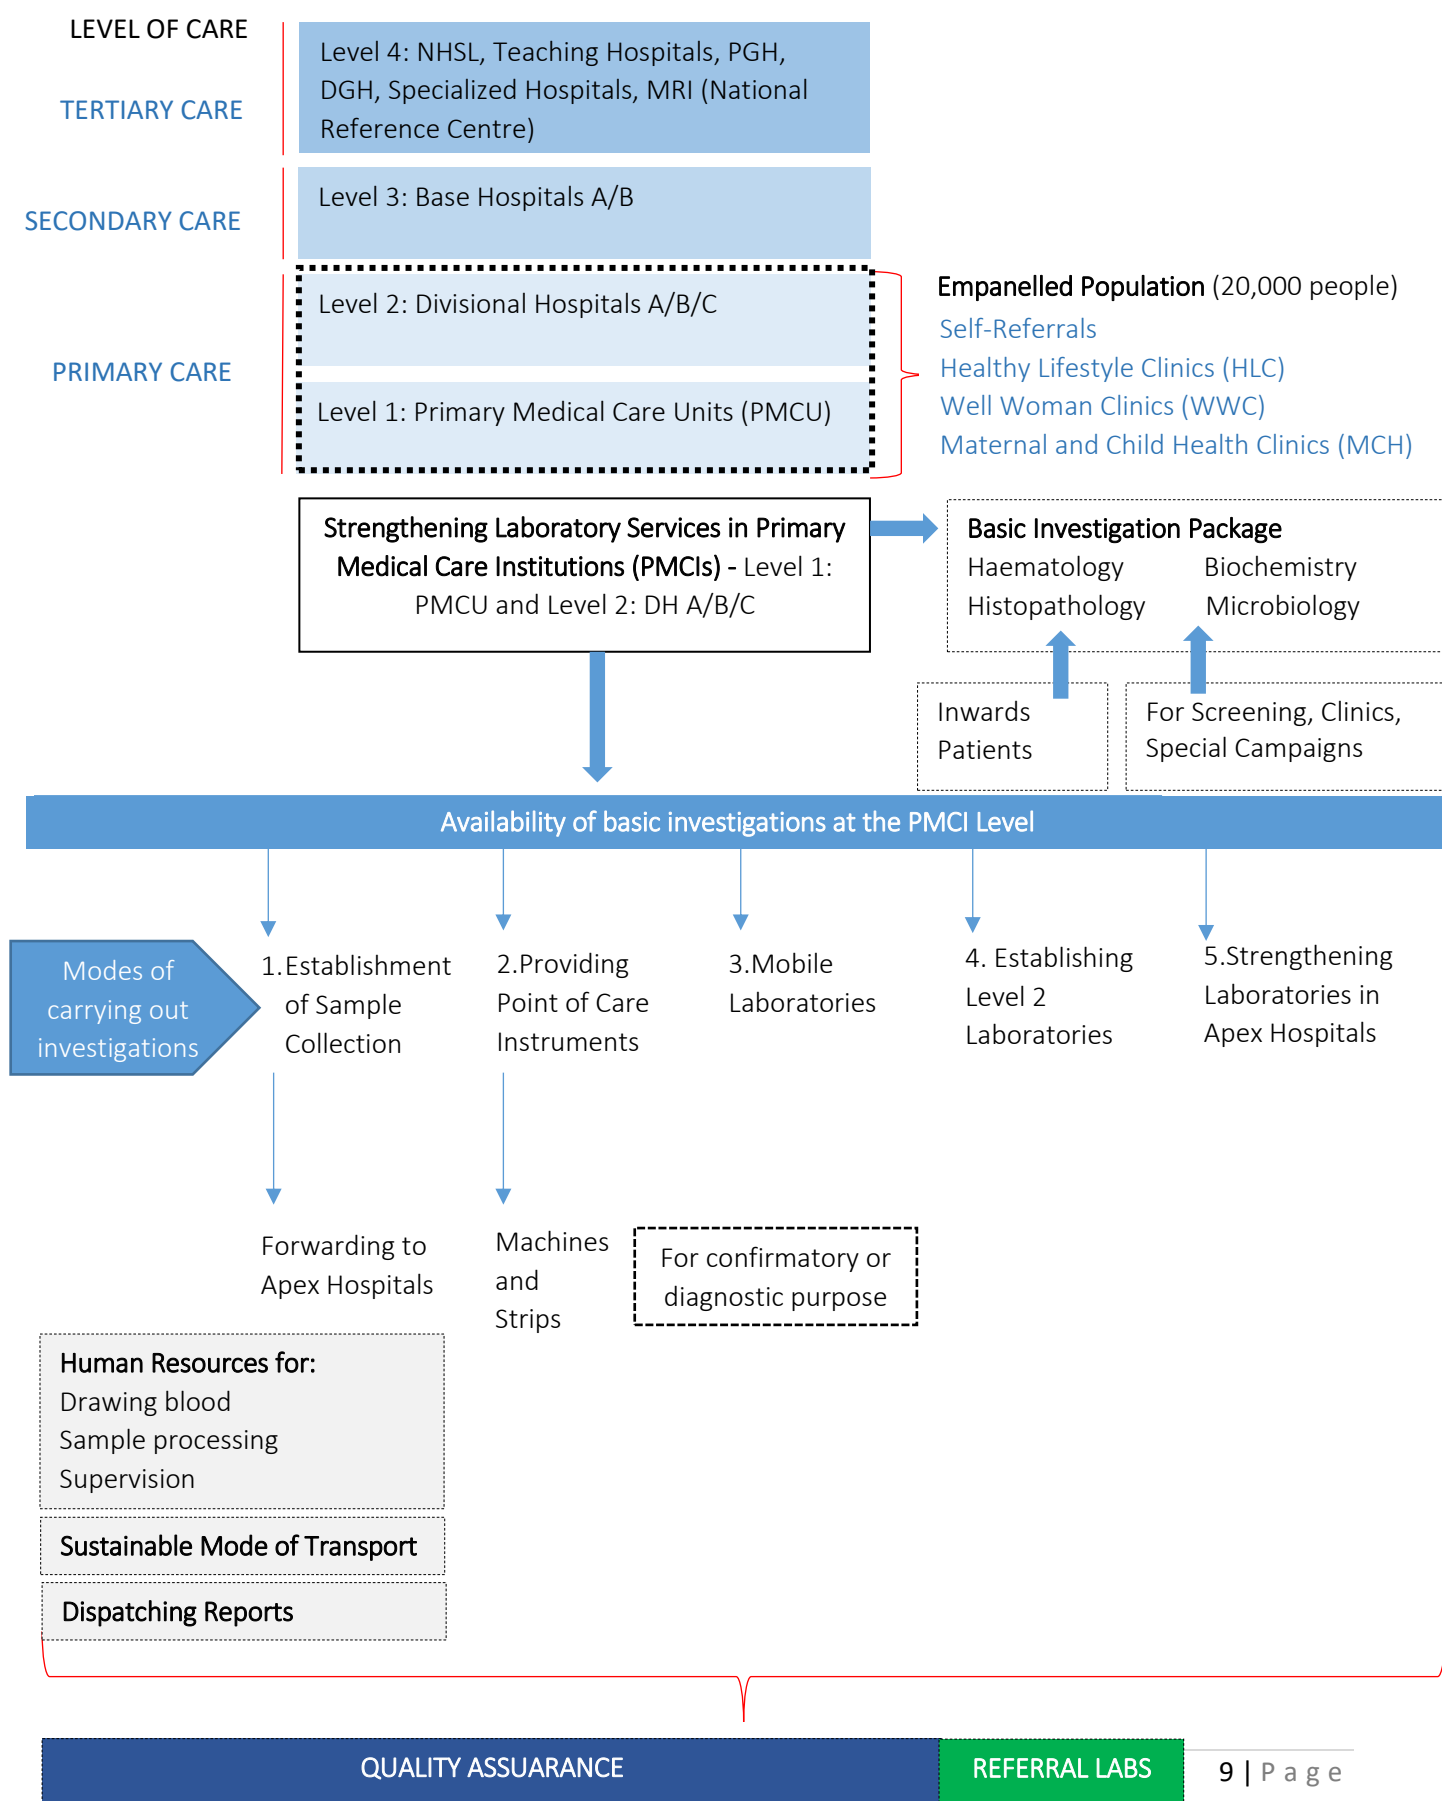 LEVEL OF CARE
TERTIARY CARE
Level 4: NHSL, Teaching Hospitals, PGH,
DGH, Specialized Hospitals, MRI (National
Reference Centre)
SECONDARY CARE
Level 3: Base Hospitals A/B
PRIMARY CARE
Level 2: Divisional Hospitals A/B/C
Level 1: Primary Medical Care Units (PMCU)
Empanelled Population (20,000 people)
Self-Referrals
Healthy Lifestyle Clinics (HLC)
Well Woman Clinics (WWC)
Maternal and Child Health Clinics (MCH)
Strengthening Laboratory Services in Primary
Medical Care Institutions (PMCIs) - Level 1:
PMCU and Level 2: DH A/B/C
Basic Investigation Package
Haematology Biochemistry
Histopathology Microbiology
Inwards
Patients
For Screening, Clinics,
Special Campaigns
Availability of basic investigations at the PMCI Level
Modes of
carrying out
investigations
1.Establishment
of Sample
Collection
2.Providing
Point of Care
Instruments
3.Mobile
Laboratories
4. Establishing
Level 2
Laboratories
5.Strengthening
Laboratories in
Apex Hospitals
Forwarding to
Apex Hospitals
Machines
and
Strips
For confirmatory or
diagnostic purpose
Human Resources for:
Drawing blood
Sample processing
Supervision
Sustainable Mode of Transport
Dispatching Reports
QUALITY ASSUARANCE
REFERRAL LABS
9 | P a g e